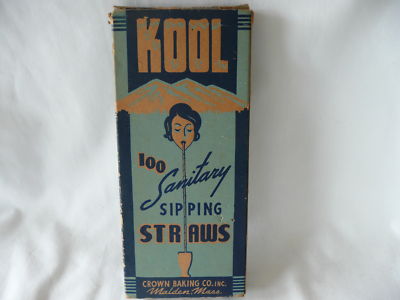 KOOL
100
Sanitary
SIPPING
STRAWS
CROWN BAKING CO. INC.
Malden, Mass.